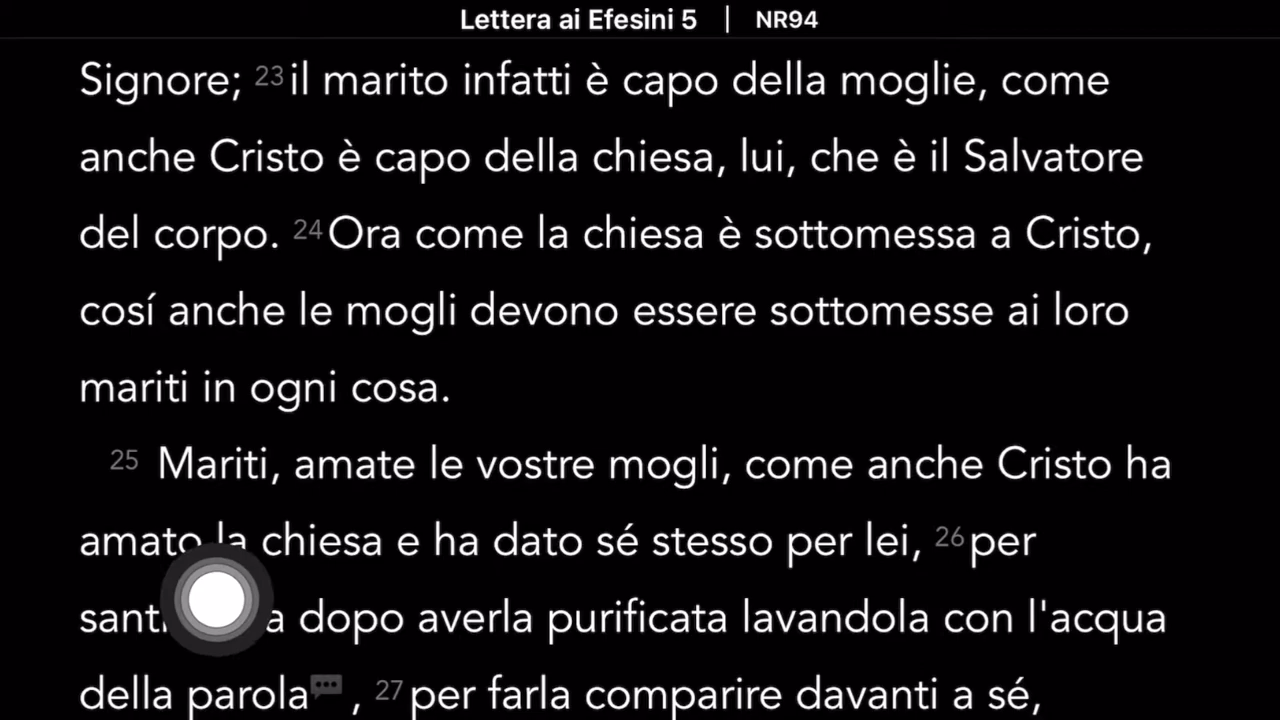 Lettera ai Efesini 5 | NR94
Signore; 23 il marito infatti è capo della moglie, come
anche Cristo è capo della chiesa, lui, che è il Salvatore
del corpo. 24 Ora come la chiesa è sottomessa a Cristo,
cosí anche le mogli devono essere sottomesse ai loro
mariti in ogni cosa.
25 Mariti, amate le vostre mogli, come anche Cristo ha
amato la chiesa e ha dato sé stesso per lei, 26 per
dopo averla purificata lavandola con l'acqua
della parola , 27 per farla comparire davanti a sé,